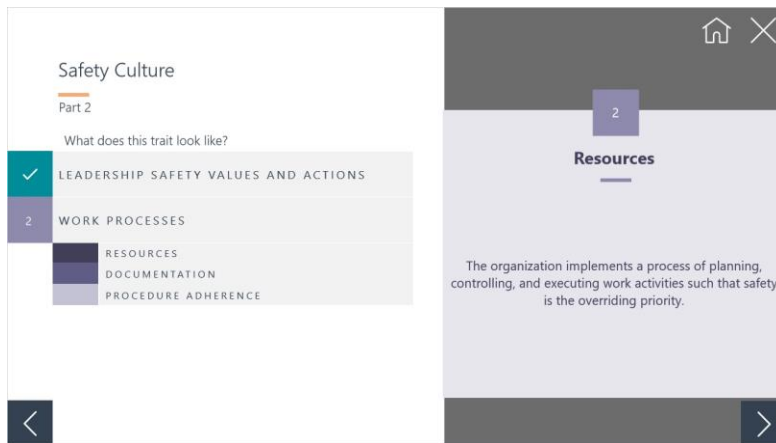 Safety Culture
Part 2
What does this trait look like?
LEADERSHIP SAFETY VALUES AND ACTIONS
2 WORK PROCESSES
RESOURCES
DOCUMENTATION
PROCEDURE ADHERENCE
2
Resources
The organization implements a process of planning,
controlling, and executing work activities such that safety
is the overriding priority.